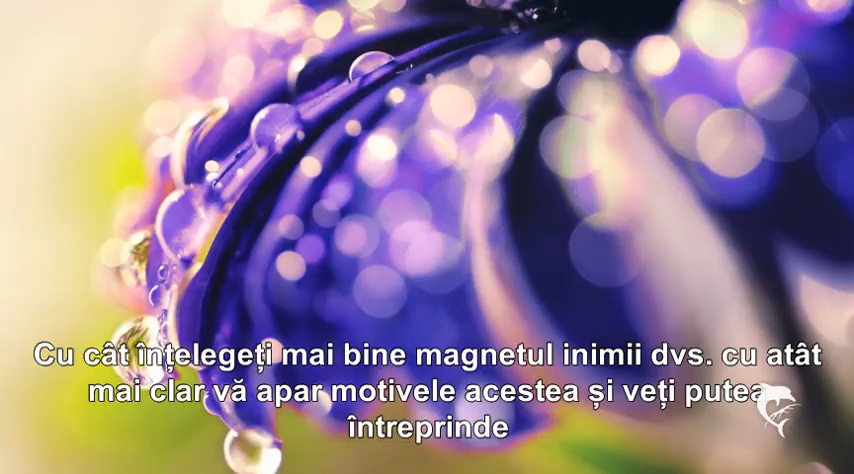 Cu cât înțelegeți mai bine magnetul inimii dvs. cu atât
mai clar vă apar motivele acestea și veți putea
întreprinde